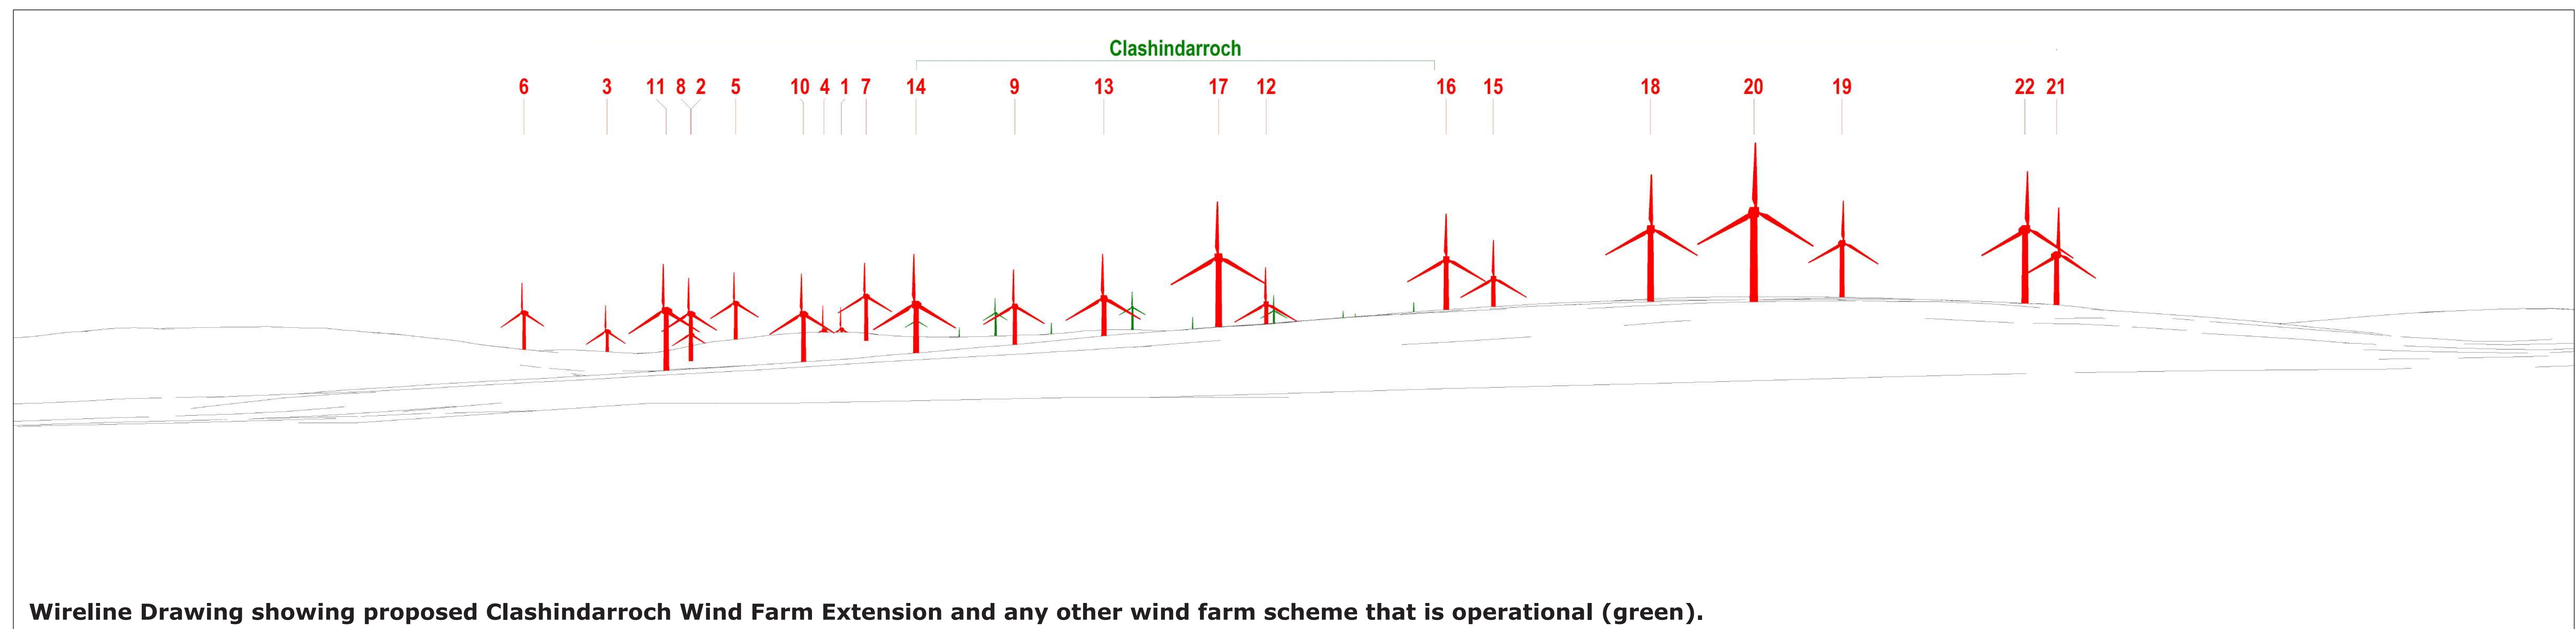 Clashindarroch
6 3 11 8 2 5 10 4 1 7 14 9 13 17 12 16 15 18 20 19 22 21
Wireline Drawing showing proposed Clashindarroch Wind Farm Extension and any other wind farm scheme that is operational (green).